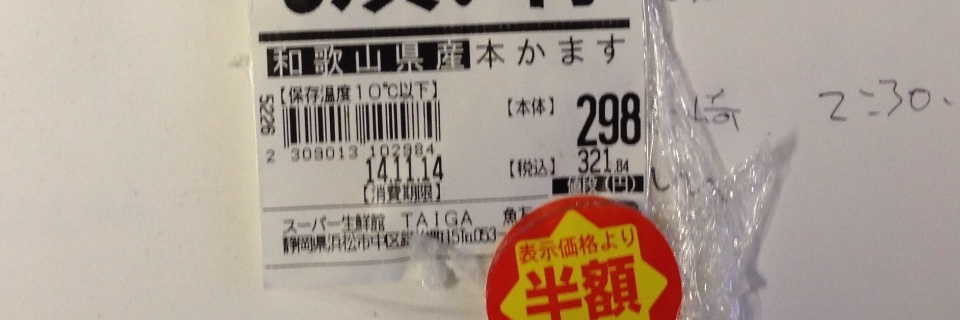 和歌山県産本かます
【保存温度10℃以下】
5226
2 309013 102984
【本体】 298
14.11.14
【消費期限】
【税込】 321.84
値段(円)
スーパー生鮮館 TAIGA
静岡県浜松市中区
表示価格より
半額
2:30